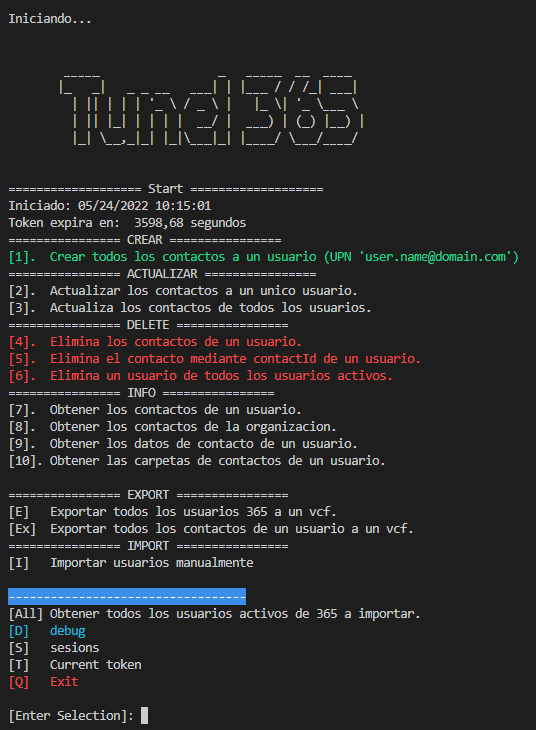 Iniciando...
Tune 365
=================== Start ===================
Iniciado: 05/24/2022 10:15:01
Token expira en:  3598,68 segundos
================ CREAR ================
[1].  Crear todos los contactos a un usuario (UPN 'user.name@domain.com')
================ ACTUALIZAR ================
[2].  Actualizar los contactos a un unico usuario.
[3].  Actualiza los contactos de todos los usuarios.
================ DELETE ================
[4].  Elimina los contactos de un usuario.
[5].  Elimina el contacto mediante contactId de un usuario.
[6].  Elimina un usuario de todos los usuarios activos.
================ INFO ================
[7].  Obtener los contactos de un usuario.
[8].  Obtener los contactos de la organizacion.
[9].  Obtener los datos de contacto de un usuario.
[10]. Obtener las carpetas de contactos de un usuario.
================ EXPORT ================
[E]   Exportar todos los usuarios 365 a un vcf.
[Ex]  Exportar todos los contactos de un usuario a un vcf.
================ IMPORT ================
[I]   Importar usuarios manualmente
----------------------------------
[All] Obtener todos los usuarios activos de 365 a importar.
[D]   debug
[S]   sesions
[T]   Current token
[Q]   Exit
[Enter Selection]: